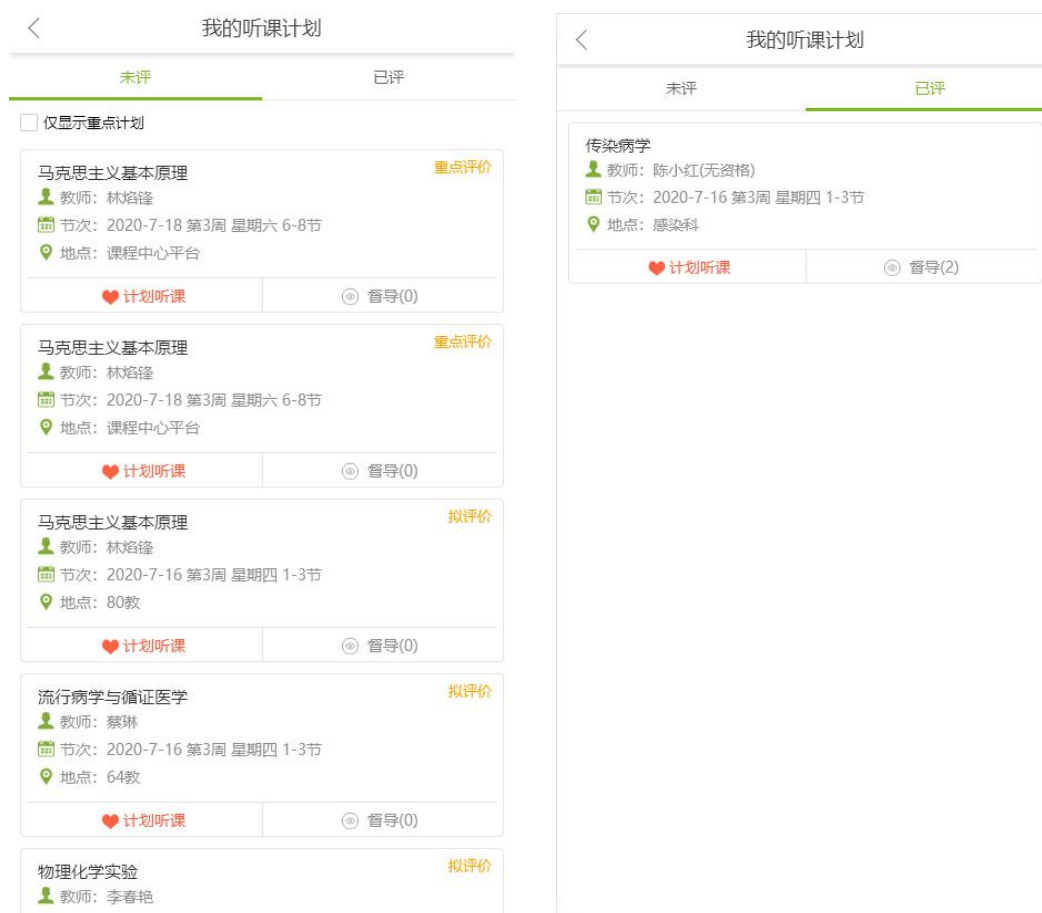 我的听课计划
未评
已评
仅显示重点计划
马克思主义基本原理
重点评价
教师：林焰锋
节次：2020-7-18 第3周 星期六 6-8节
地点：课程中心平台
计划听课
督导(0)
马克思主义基本原理
重点评价
教师：林焰锋
节次：2020-7-18 第3周 星期六 6-8节
地点：课程中心平台
计划听课
督导(0)
马克思主义基本原理
拟评价
教师：林焰锋
节次：2020-7-16 第3周 星期四 1-3节
地点：80教
计划听课
督导(0)
流行病学与循证医学
拟评价
教师：蔡琳
节次：2020-7-16 第3周 星期四 1-3节
地点：64教
计划听课
督导(0)
物理化学实验
拟评价
教师：李春艳
我的听课计划
未评
已评
传染病学
教师：陈小红(无资格)
节次：2020-7-16 第3周 星期四 1-3节
地点：感染科
计划听课
督导(2)